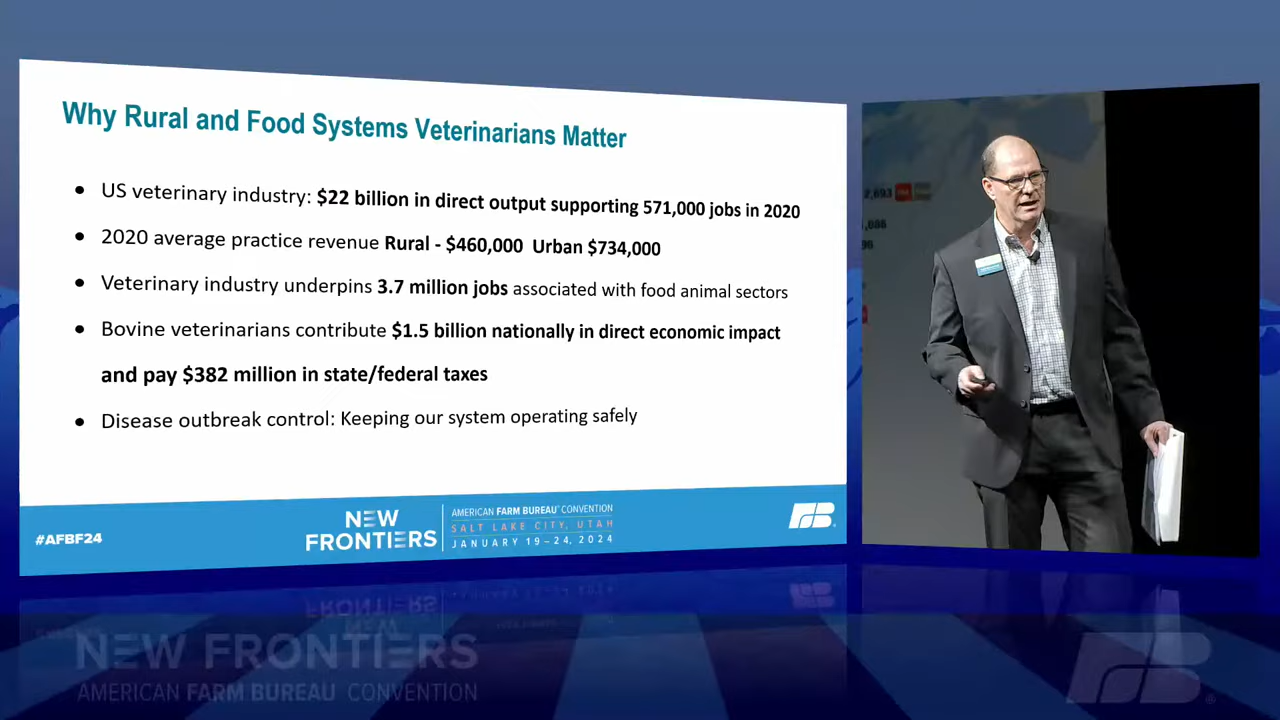 Why Rural and Food Systems Veterinarians Matter
• US veterinary industry: $22 billion in direct output supporting 571,000 jobs in 2020
• 2020 average practice revenue Rural - $460,000 Urban $734,000
• Veterinary industry underpins 3.7 million jobs associated with food animal sectors
• Bovine veterinarians contribute $1.5 billion nationally in direct economic impact
and pay $382 million in state/federal taxes
• Disease outbreak control: Keeping our system operating safely
#AFBF24
NEW
FRONTIERS
AMERICAN FARM BUREAU® CONVENTION
SALT LAKE CITY, UTAH
JANUARY 19–24, 2024
FB®
2,693
NEW FRONTIERS
AMERICAN FARM BUREAU® CONVENTION
FB®